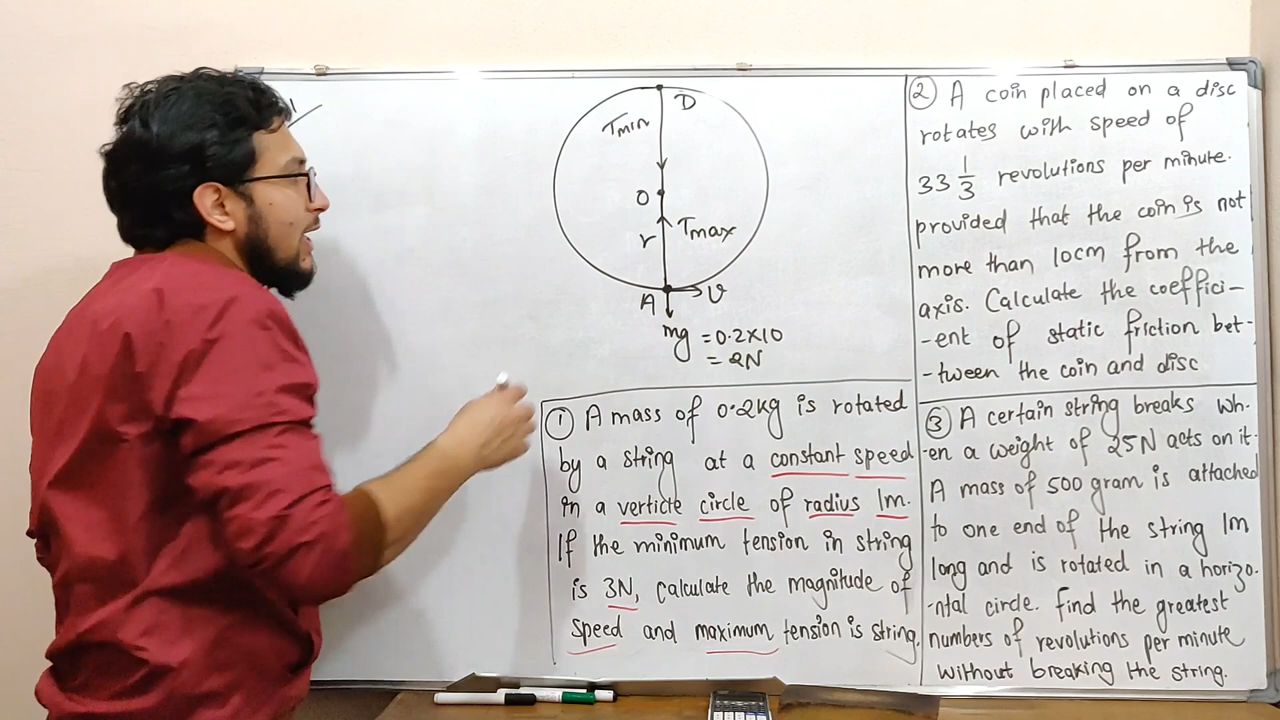 D
Tmin
O
r
Tmax
A
v
mg = 0.2x10
= 2N
① A mass of 0.2kg is rotated
by a string at a constant speed
in a verticte circle of radius 1m.
If the minimum tension in string
is 3N, calculate the magnitude of
speed and maximum tension is string.
② A coin placed on a disc
rotates with speed of
33 1/3 revolutions per minute.
provided that the coin is not
more than 10cm from the
axis. Calculate the coeffici-
-ent of static friction bet-
-tween the coin and disc
③ A certain string breaks wh-
-en a weight of 25N acts on it.
A mass of 500 gram is attached
to one end of the string 1m
long and is rotated in a horizo-
-ntal circle. find the greatest
numbers of revolutions per minute
without breaking the string.